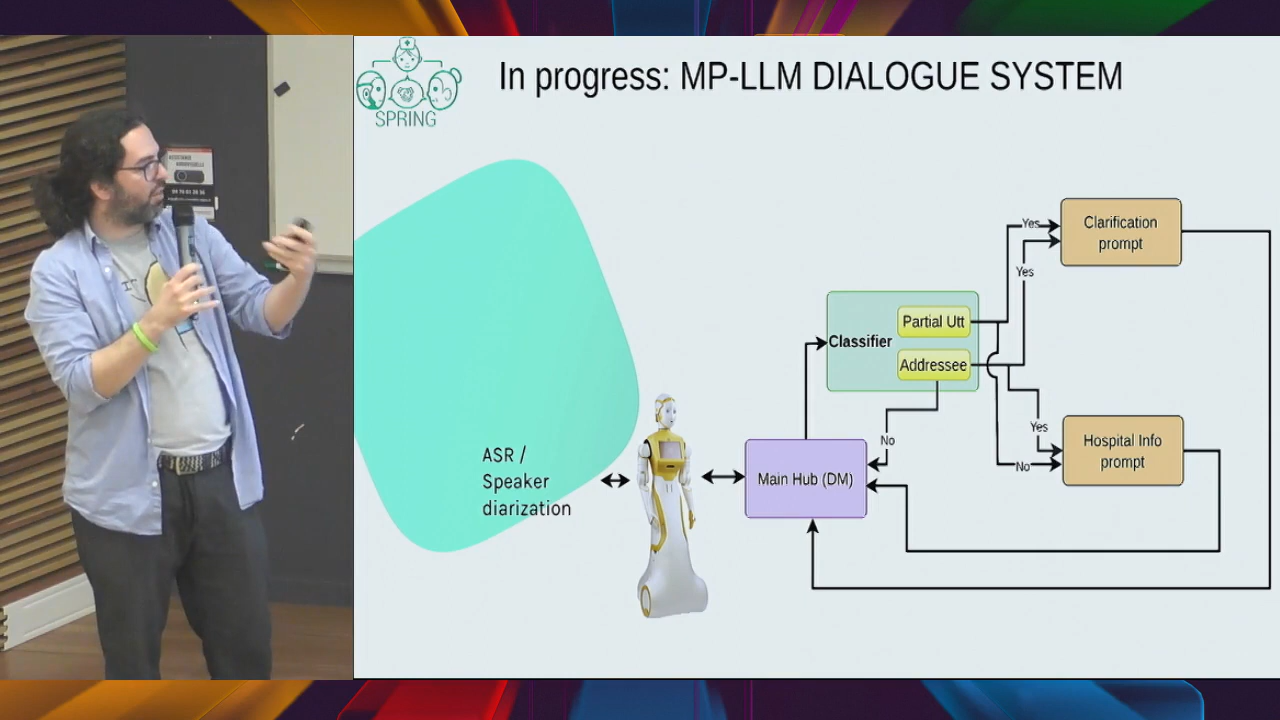 SPRING
In progress: MP-LLM DIALOGUE SYSTEM
ASR /
Speaker
diarization
Main Hub (DM)
Classifier
Partial Utt
Addressee
Yes
Yes
Yes
No
No
Clarification
prompt
Hospital Info
prompt